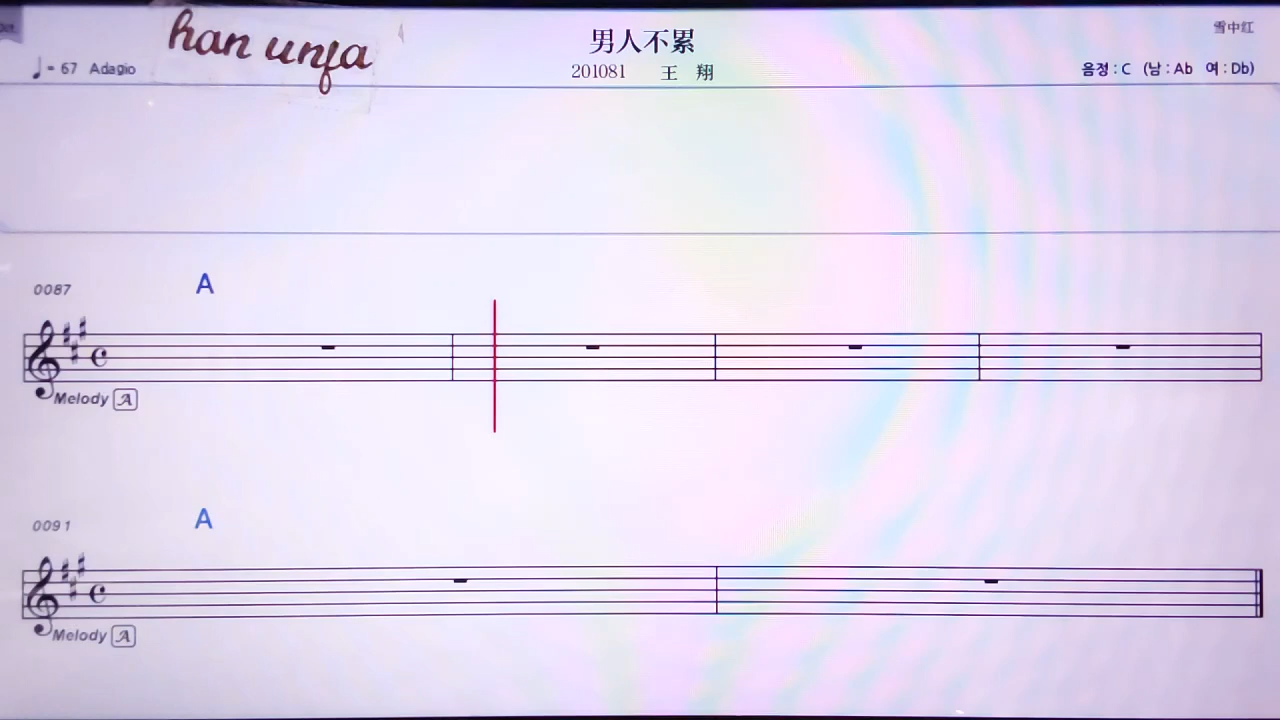 han unfa
男人不累
雪中红
♩= 67 Adagio
201081 王 翔
음정 : C (남 : Ab 여 : Db)
0087
A
Melody A
0091
A
Melody A